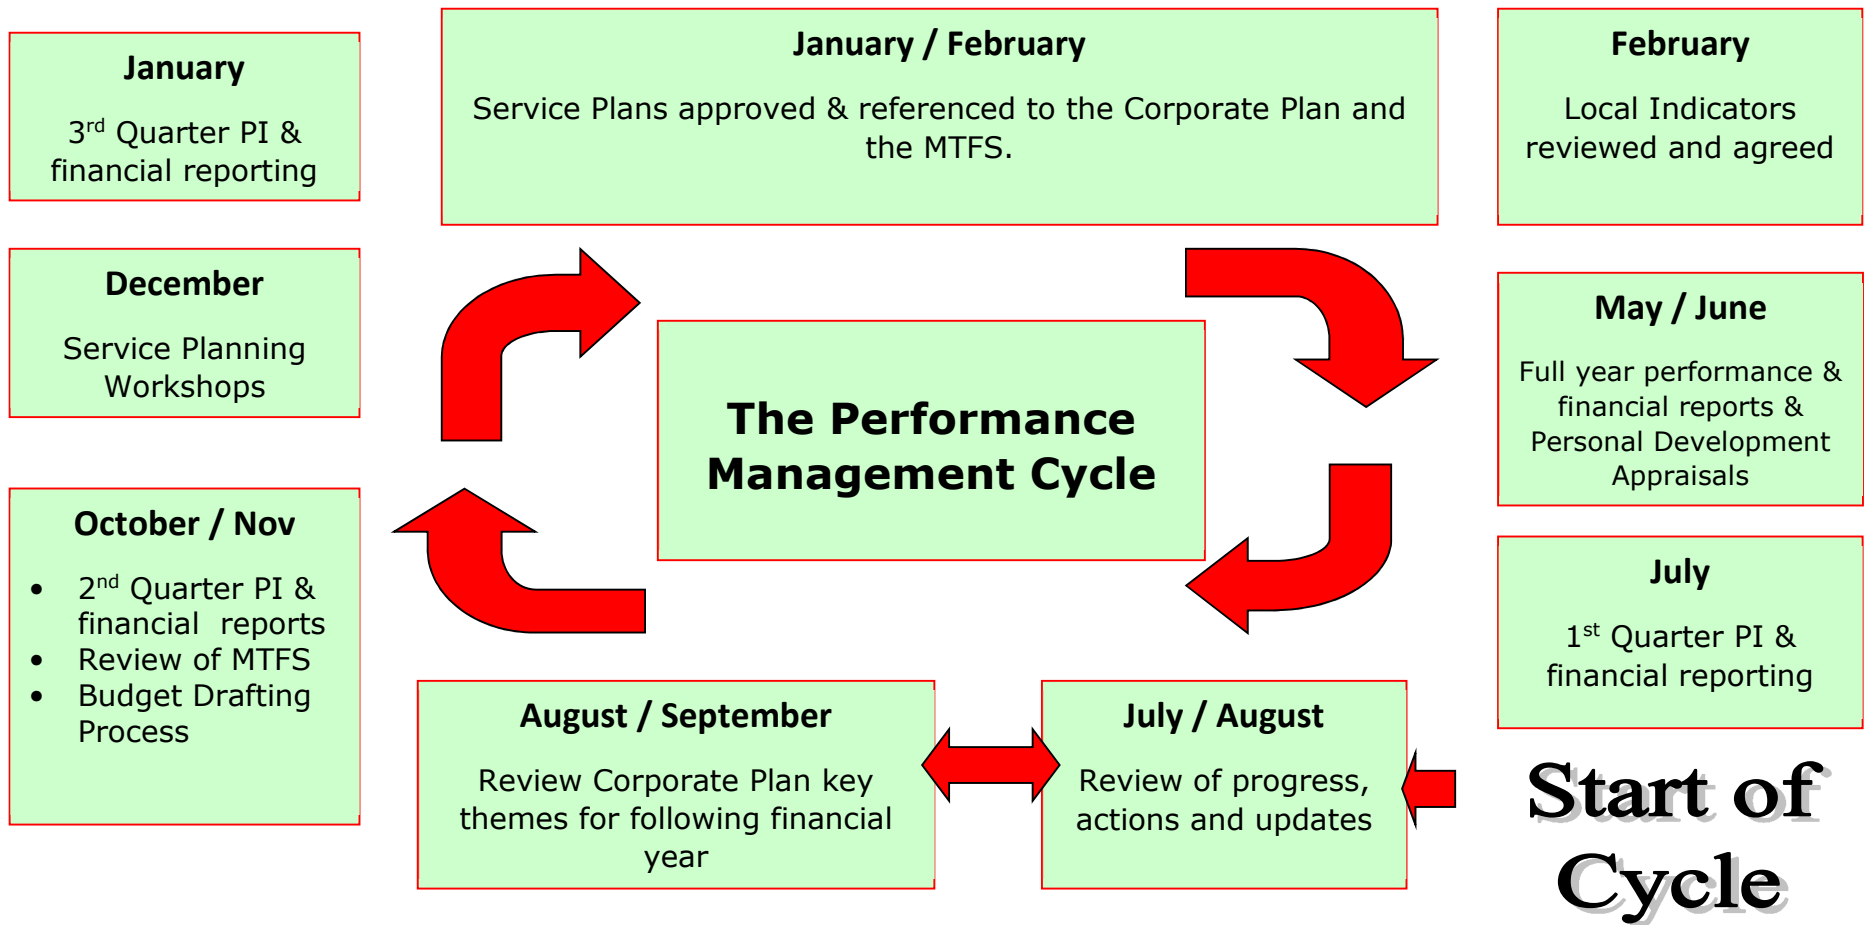 January
3rd Quarter PI &
financial reporting
January / February
Service Plans approved & referenced to the Corporate Plan and
the MTFS.
February
Local Indicators
reviewed and agreed
December
Service Planning
Workshops
The Performance
Management Cycle
May / June
Full year performance &
financial reports &
Personal Development
Appraisals
October / Nov
• 2nd Quarter PI &
financial reports
• Review of MTFS
• Budget Drafting
Process
July
1st Quarter PI &
financial reporting
August / September
Review Corporate Plan key
themes for following financial
year
July / August
Review of progress,
actions and updates
Start of
Cycle